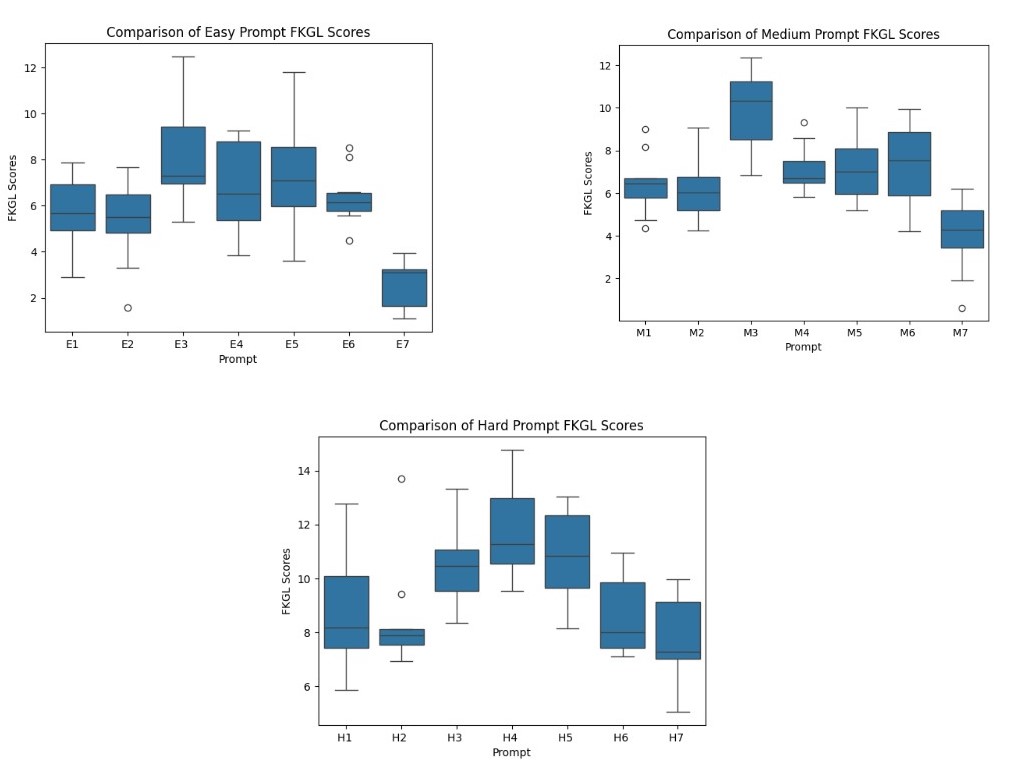 Comparison of Easy Prompt FKGL Scores
12
10
8
6
4
2
FKGL Scores
E1 E2 E3 E4 E5 E6 E7
Prompt
Comparison of Medium Prompt FKGL Scores
12
10
8
6
4
2
FKGL Scores
M1 M2 M3 M4 M5 M6 M7
Prompt
Comparison of Hard Prompt FKGL Scores
14
12
10
8
6
FKGL Scores
H1 H2 H3 H4 H5 H6 H7
Prompt